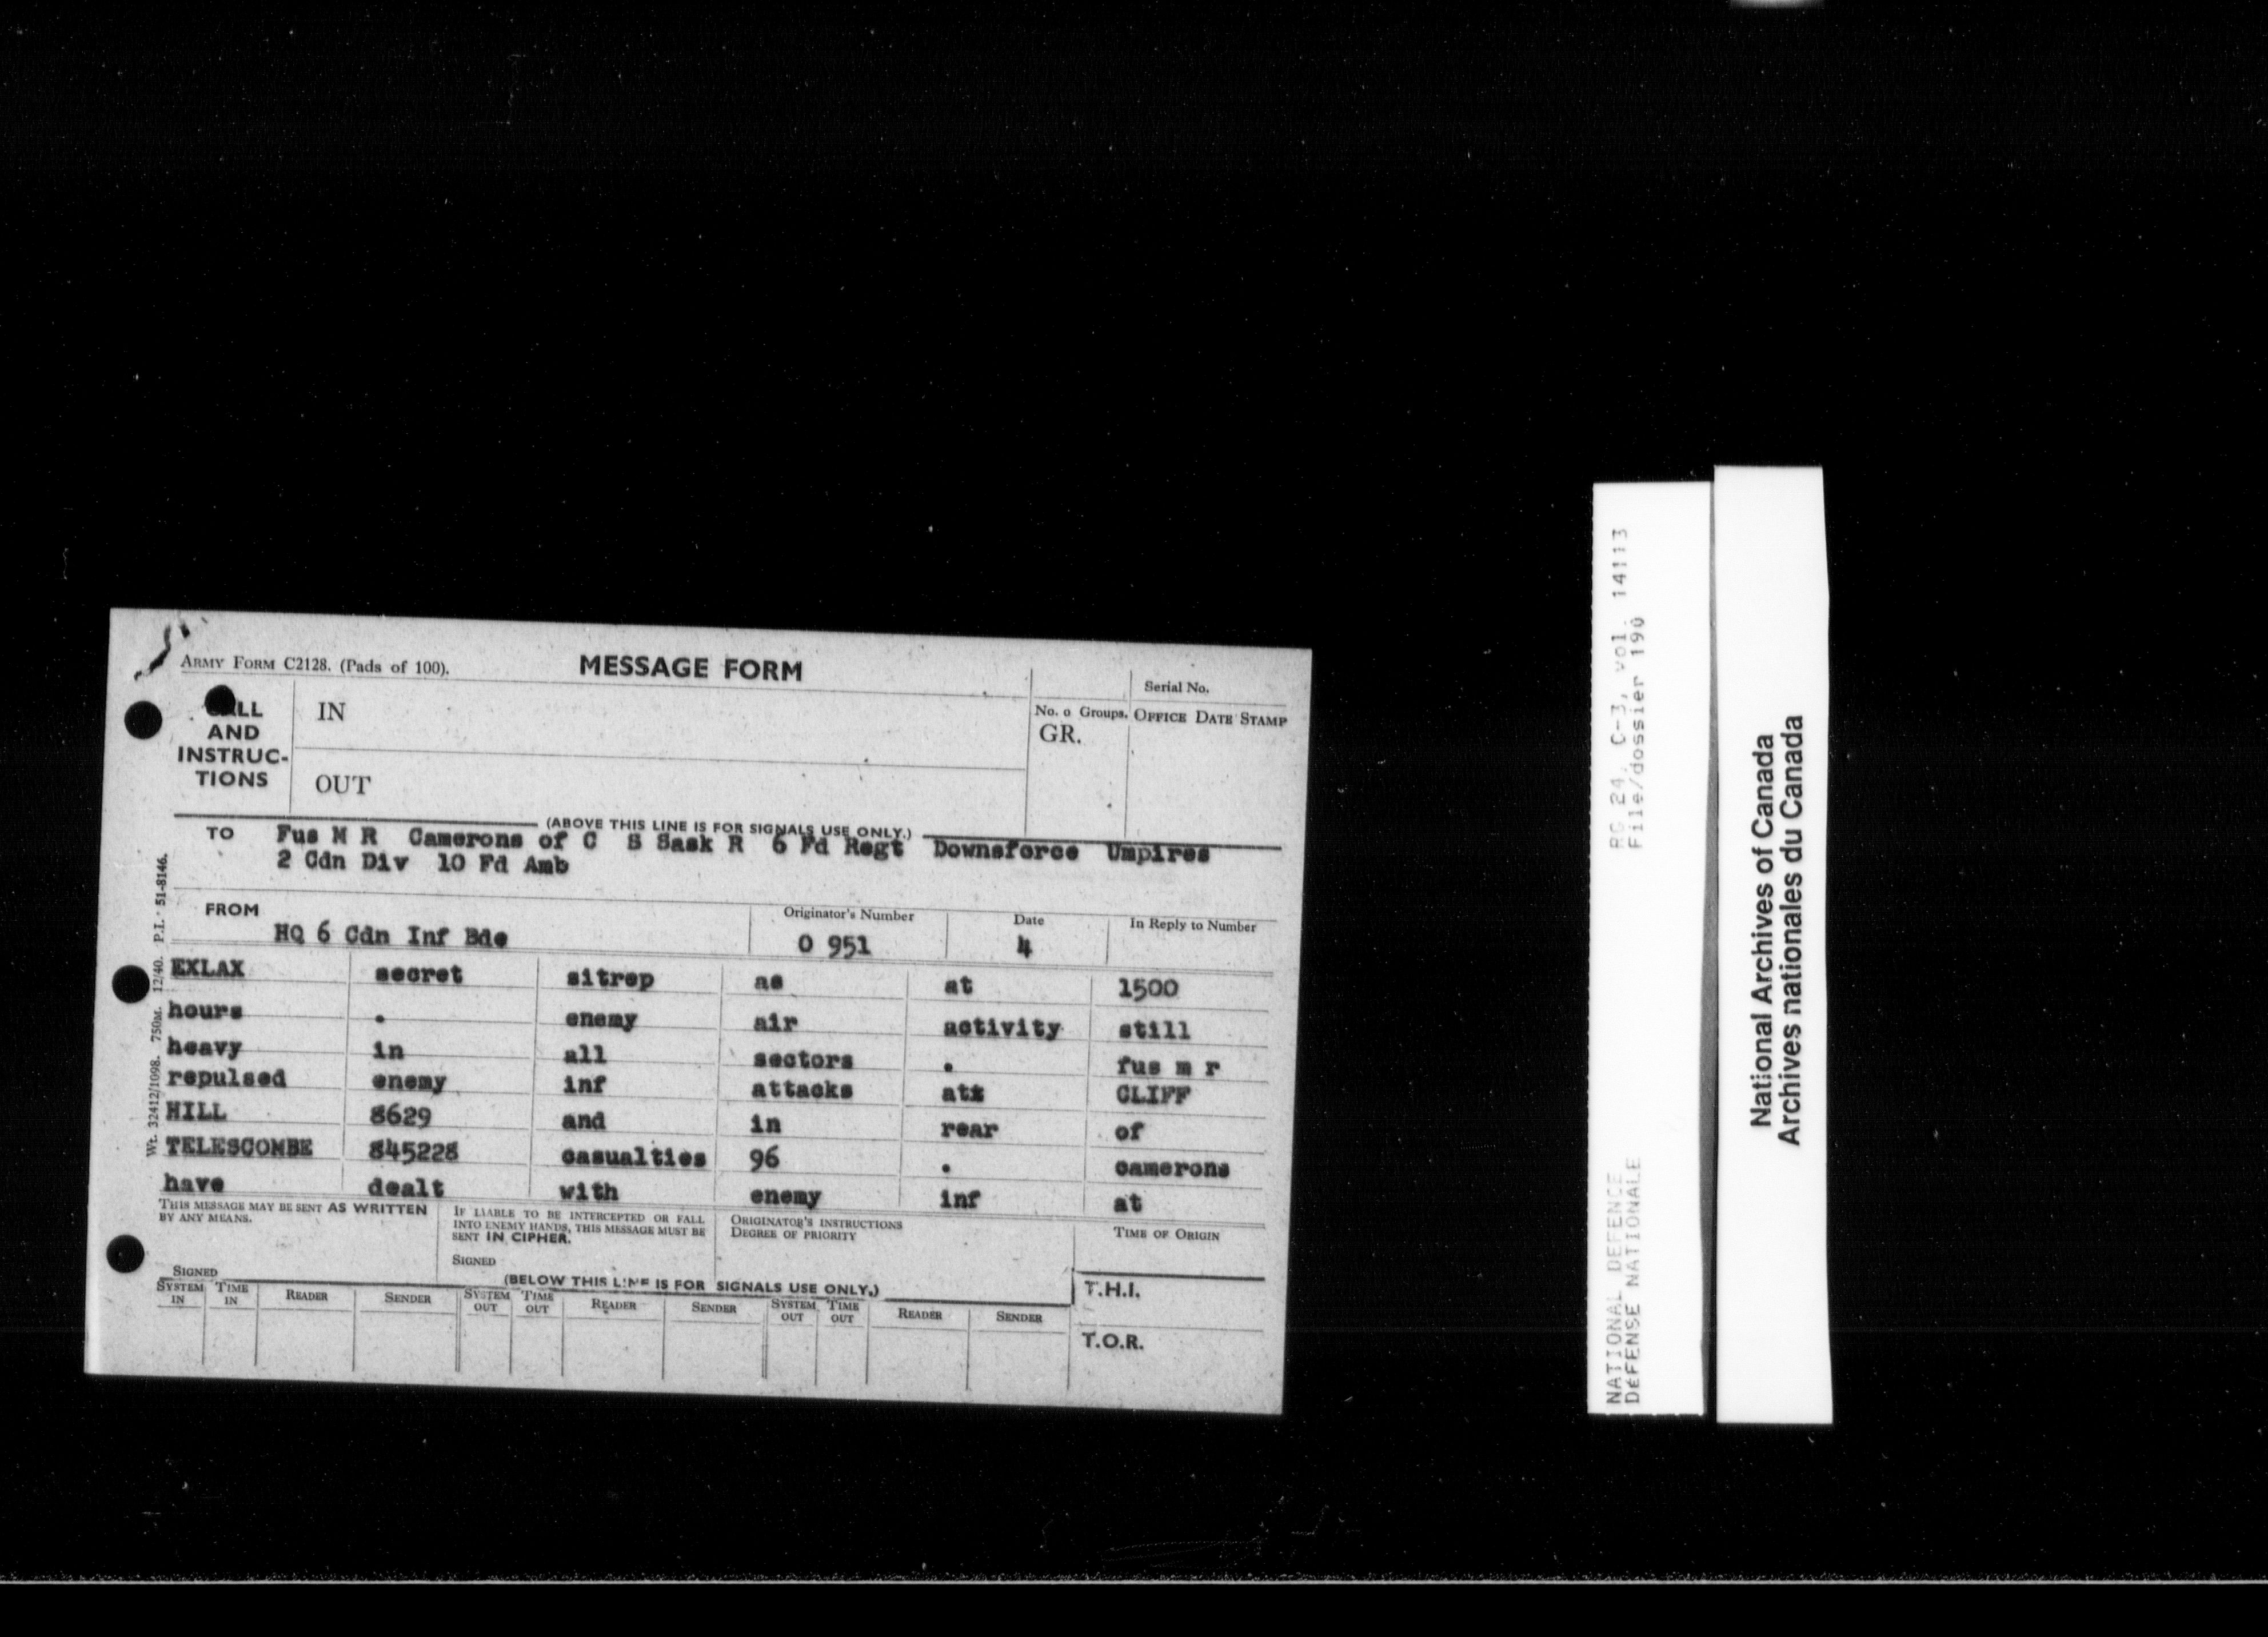 ARMY FORM C2128. (Pads of 100).
MESSAGE FORM
Serial No.
CALL AND INSTRUC-TIONS
IN
OUT
No. o Groups.
GR.
OFFICE DATE STAMP
(ABOVE THIS LINE IS FOR SIGNALS USE ONLY.)
TO Fus M R Camerons of C S Sask R 6 Fd Regt Downsforce Umpires
2 Cdn Div 10 Fd Amb
FROM HQ 6 Cdn Inf Bde
Originator's Number
O 951
Date
4
In Reply to Number
EXLAX secret sitrep as at 1500
hours . enemy air activity still
heavy in all sectors . fus m r
repulsed enemy inf attacks atx CLIFF
HILL 8629 and in rear of
TELESCOMBE 845228 casualties 96 . camerons
have dealt with enemy inf at
THIS MESSAGE MAY BE SENT AS WRITTEN
BY ANY MEANS.
SIGNED
IF LIABLE TO BE INTERCEPTED OR FALL
INTO ENEMY HANDS, THIS MESSAGE MUST BE
SENT IN CIPHER.
SIGNED
ORIGINATOR'S INSTRUCTIONS
DEGREE OF PRIORITY
TIME OF ORIGIN
(BELOW THIS LINE IS FOR SIGNALS USE ONLY.)
T.H.I.
SYSTEM IN TIME IN READER SENDER SYSTEM OUT TIME OUT READER SENDER SYSTEM OUT TIME OUT READER SENDER
T.O.R.
Wt. 32412/1098. 750M. 12/40. P.I. 51-8146.
NATIONAL DEFENCE RG 24, C-3, vol. 14113
DEFENSE NATIONALE File/dossier 190
National Archives of Canada
Archives nationales du Canada